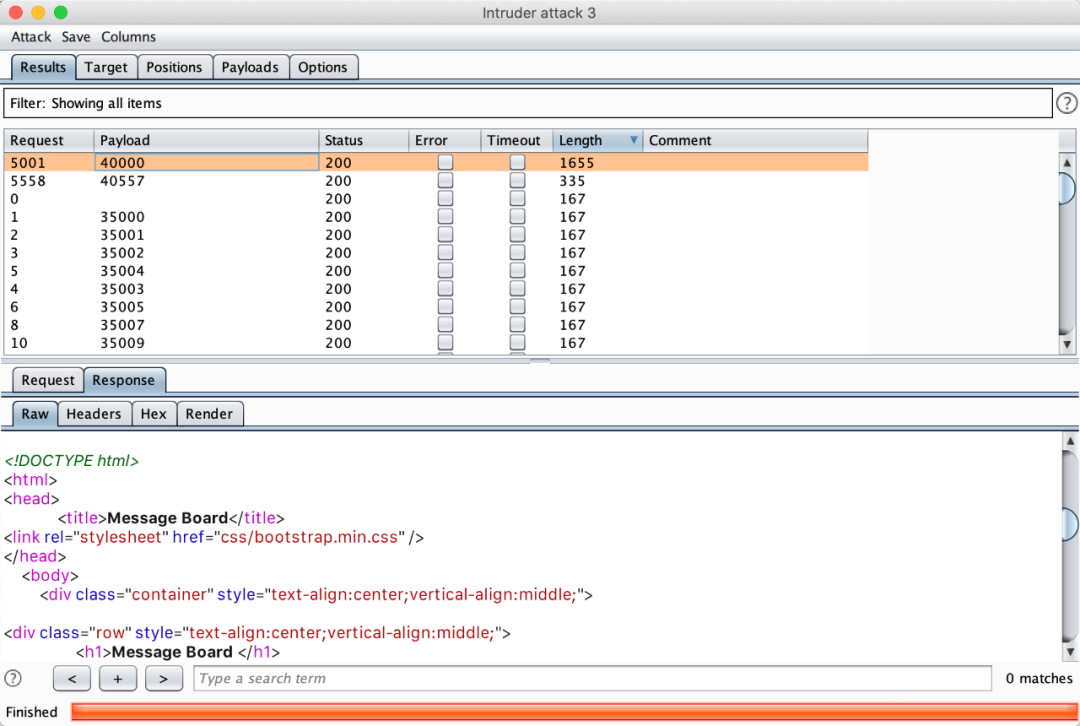 Intruder attack 3
Attack Save Columns
Results Target Positions Payloads Options
Filter: Showing all items ?
Request Payload Status Error Timeout Length Comment
5001 40000 200 1655
5558 40557 200 335
0 200 167
1 35000 200 167
2 35001 200 167
3 35002 200 167
5 35004 200 167
4 35003 200 167
6 35005 200 167
8 35007 200 167
10 35009 200 167
Request Response
Raw Headers Hex Render
<!DOCTYPE html>
<html>
<head>
<title>Message Board</title>
<link rel="stylesheet" href="css/bootstrap.min.css" />
</head>
<body>
<div class="container" style="text-align:center;vertical-align:middle;">
<div class="row" style="text-align:center;vertical-align:middle;">
<h1>Message Board </h1>
? < + > Type a search term 0 matches
Finished